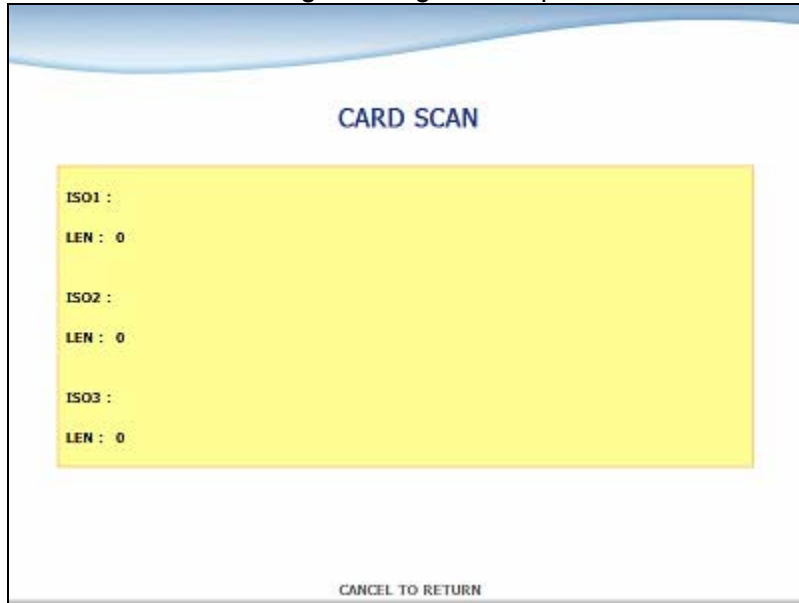 CARD SCAN
ISO1 :
LEN : 0
ISO2 :
LEN : 0
ISO3 :
LEN : 0
CANCEL TO RETURN